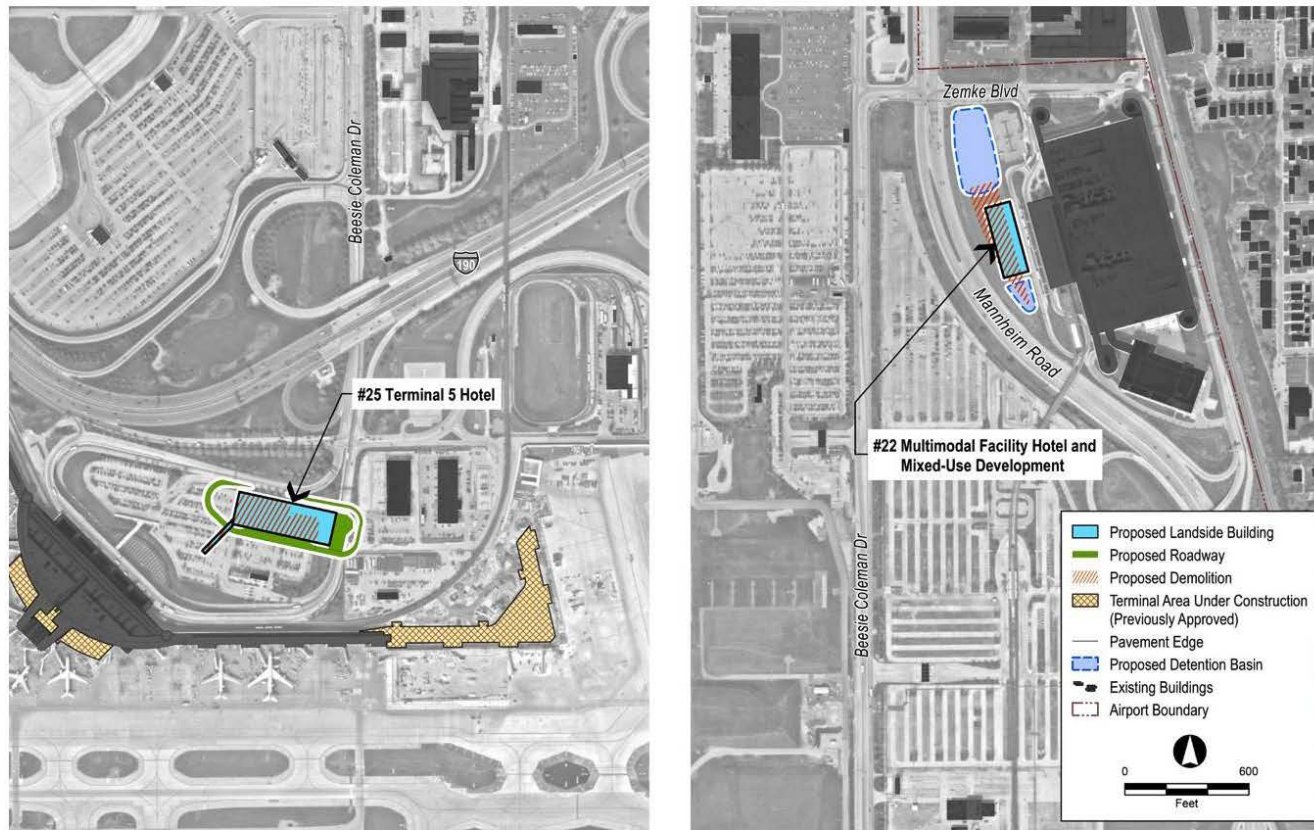 Beesie Coleman Dr
190
#25 Terminal 5 Hotel
Zemke Blvd
Mannheim Road
#22 Multimodal Facility Hotel and
Mixed-Use Development
Beesie Coleman Dr
Proposed Landside Building
Proposed Roadway
Proposed Demolition
Terminal Area Under Construction
(Previously Approved)
Pavement Edge
Proposed Detention Basin
Existing Buildings
Airport Boundary
0 600
Feet